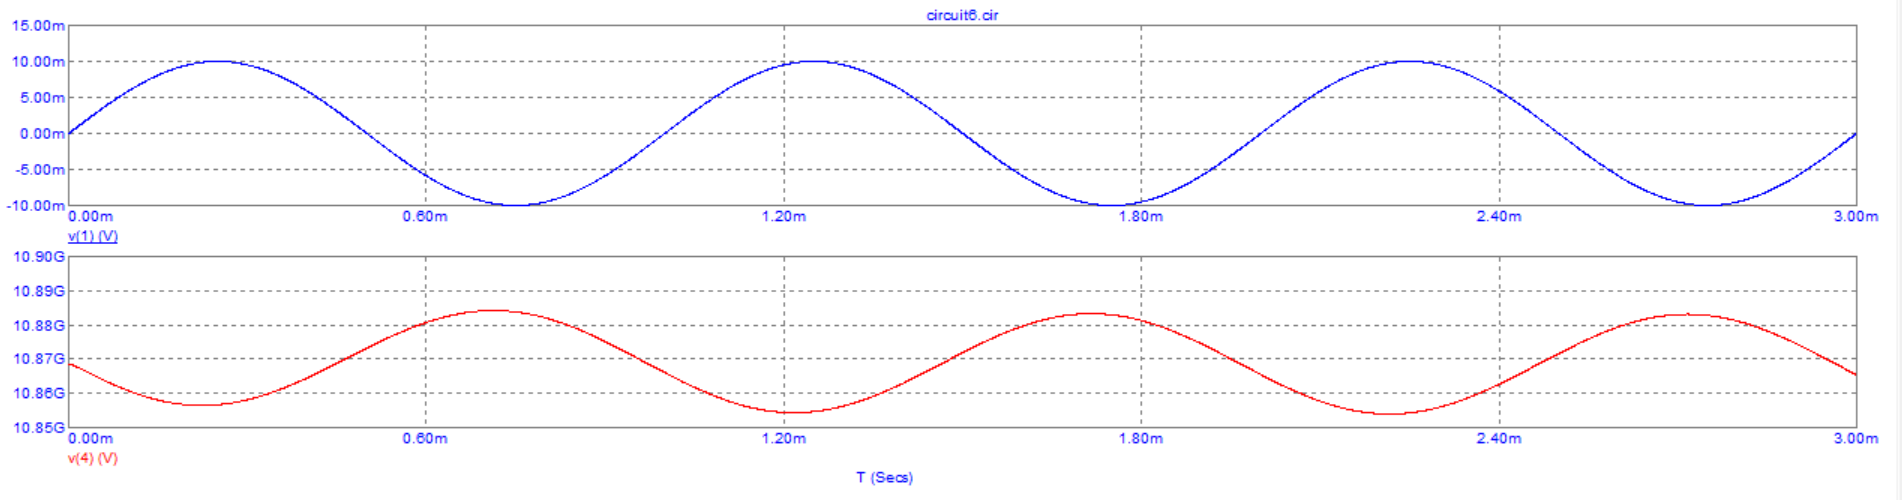 circuit6.cir
15.00m
10.00m
5.00m
0.00m
-5.00m
-10.00m
0.00m 0.60m 1.20m 1.80m 2.40m 3.00m
v(1) (V)
10.90G
10.89G
10.88G
10.87G
10.86G
10.85G
0.00m 0.60m 1.20m 1.80m 2.40m 3.00m
v(4) (V)
T (Secs)